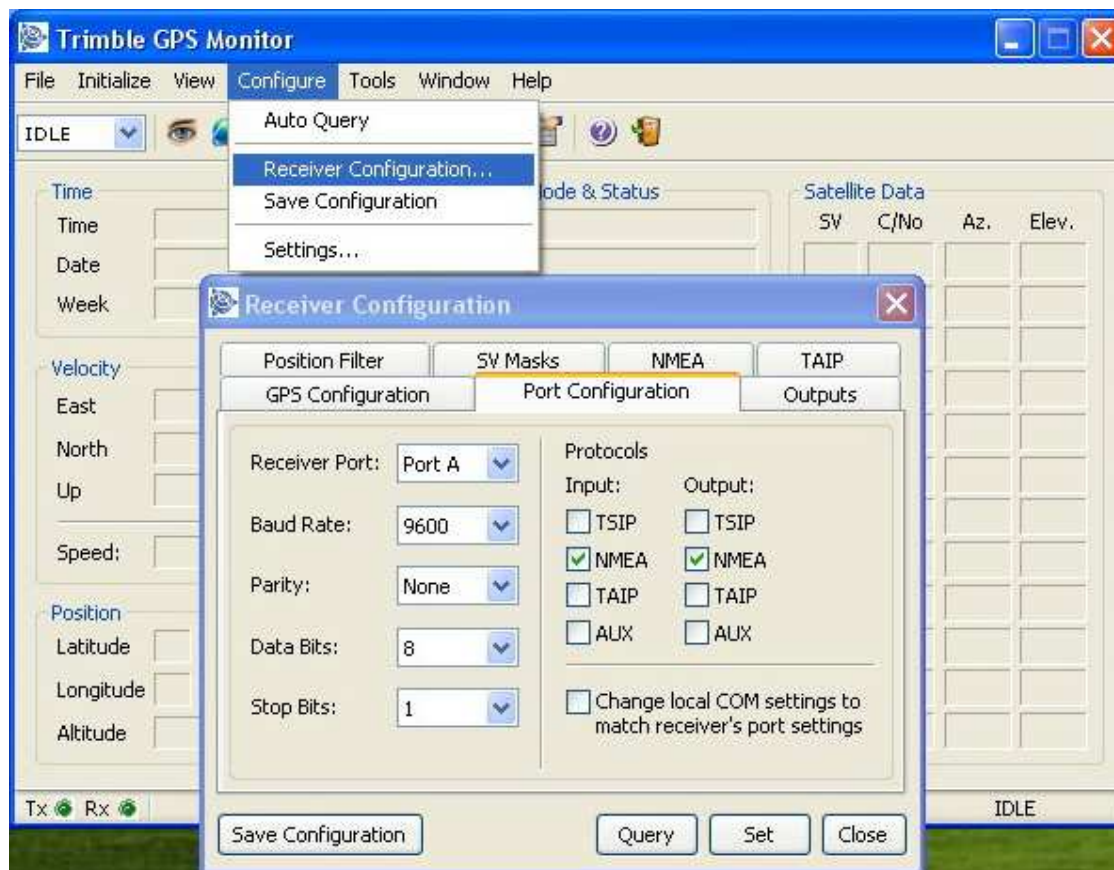 Trimble GPS Monitor
File Initialize View Configure Tools Window Help
IDLE
Auto Query
Receiver Configuration...
Save Configuration
Settings...
Time
Time
Date
Week
Mode & Status
Satellite Data
SV C/No Az. Elev.
Velocity
East
North
Up
Speed:
Position
Latitude
Longitude
Altitude
Tx Rx
IDLE
Receiver Configuration
Position Filter SV Masks NMEA TAIP
GPS Configuration Port Configuration Outputs
Receiver Port: Port A
Baud Rate: 9600
Parity: None
Data Bits: 8
Stop Bits: 1
Protocols
Input: Output:
TSIP TSIP
NMEA NMEA
TAIP TAIP
AUX AUX
Change local COM settings to
match receiver's port settings
Save Configuration Query Set Close